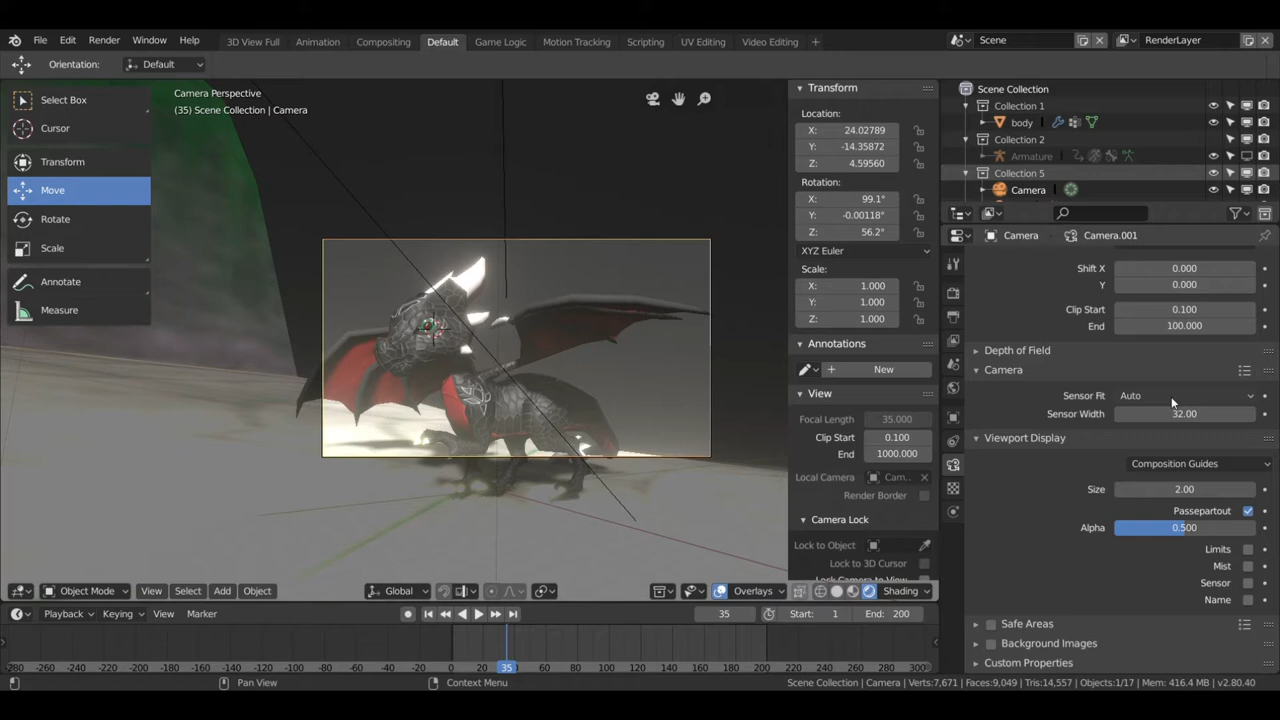 File Edit Render Window Help 3D View Full Animation Compositing Default Game Logic Motion Tracking Scripting UV Editing Video Editing + Scene RenderLayer
Orientation: Default
Select Box
Cursor
Transform
Move
Rotate
Scale
Annotate
Measure
Camera Perspective
(35) Scene Collection | Camera
Transform
Location:
X: 24.02789
Y: -14.35872
Z: 4.59560
Rotation:
X: 99.1°
Y: -0.00118°
Z: 56.2°
XYZ Euler
Scale:
X: 1.000
Y: 1.000
Z: 1.000
Annotations
+ New
View
Focal Length 35.000
Clip Start 0.100
End 1000.000
Local Camera Cam...
Render Border
Camera Lock
Lock to Object
Lock to 3D Cursor
Lock Camera to View
Scene Collection
Collection 1
body
Collection 2
Armature
Collection 5
Camera
Camera Camera.001
Shift X 0.000
Y 0.000
Clip Start 0.100
End 100.000
Depth of Field
Camera
Sensor Fit Auto
Sensor Width 32.00
Viewport Display
Composition Guides
Size 2.00
Passepartout
Alpha 0.500
Limits
Mist
Sensor
Name
Safe Areas
Background Images
Custom Properties
Object Mode View Select Add Object Global Overlays Shading
Playback Keying View Marker 35 Start: 1 End: 200
-280 -260 -240 -220 -200 -180 -160 -140 -120 -100 -80 -60 -40 -20 0 20 35 40 60 80 100 120 140 160 180 200 220 240 260 280 300
Pan View Context Menu Scene Collection | Camera | Verts:7,671 | Faces:9,049 | Tris:14,557 | Objects:1/17 | Mem: 416.4 MB | v2.80.40